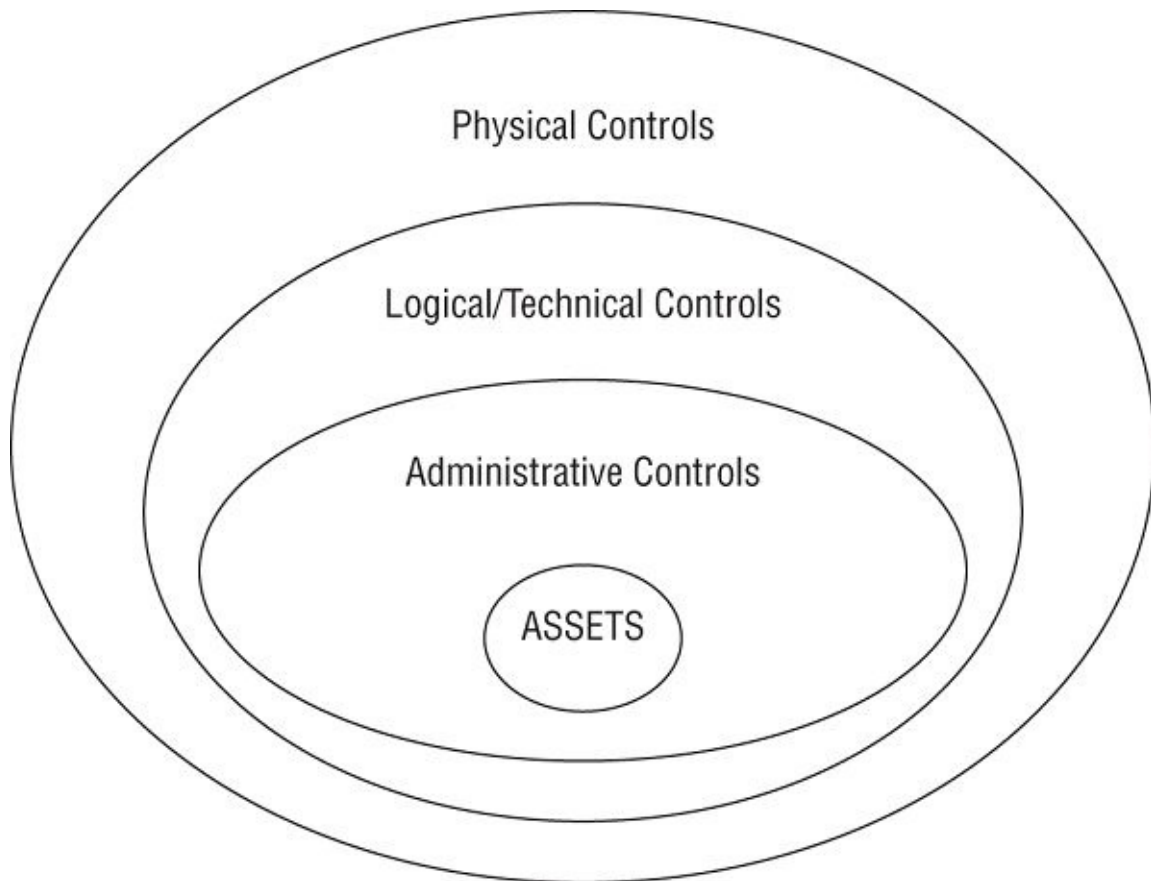 Physical Controls
Logical/Technical Controls
Administrative Controls
ASSETS